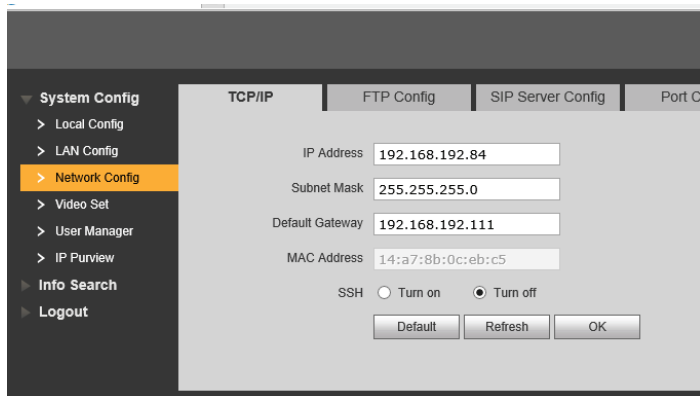 System Config
Local Config
LAN Config
Network Config
Video Set
User Manager
IP Purview
Info Search
Logout
TCP/IP
FTP Config
SIP Server Config
Port C
IP Address 192.168.192.84
Subnet Mask 255.255.255.0
Default Gateway 192.168.192.111
MAC Address 14:a7:8b:0c:eb:c5
SSH Turn on Turn off
Default Refresh OK